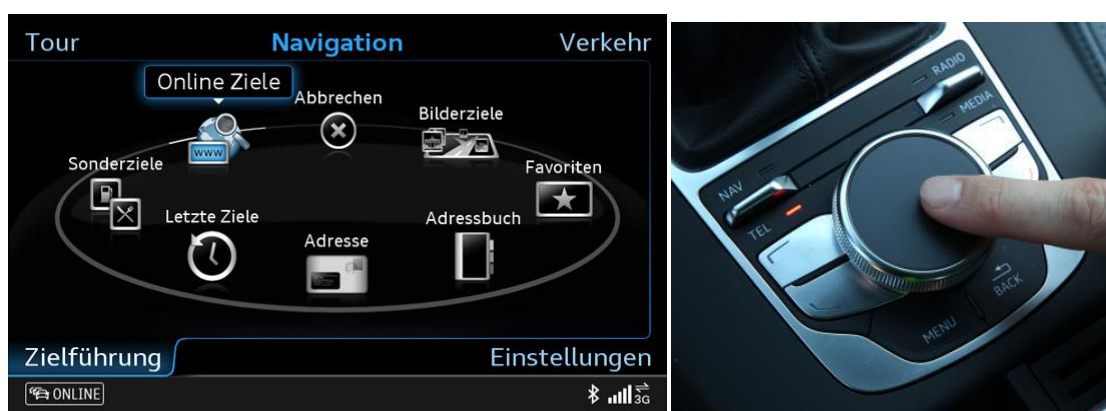 Tour
Navigation
Verkehr
Online Ziele
Abbrechen
Bilderziele
Sonderziele
www
Favoriten
Letzte Ziele
Adressbuch
Adresse
Zielführung
Einstellungen
ONLINE
3G
RADIO
MEDIA
NAV
TEL
BACK
MENU